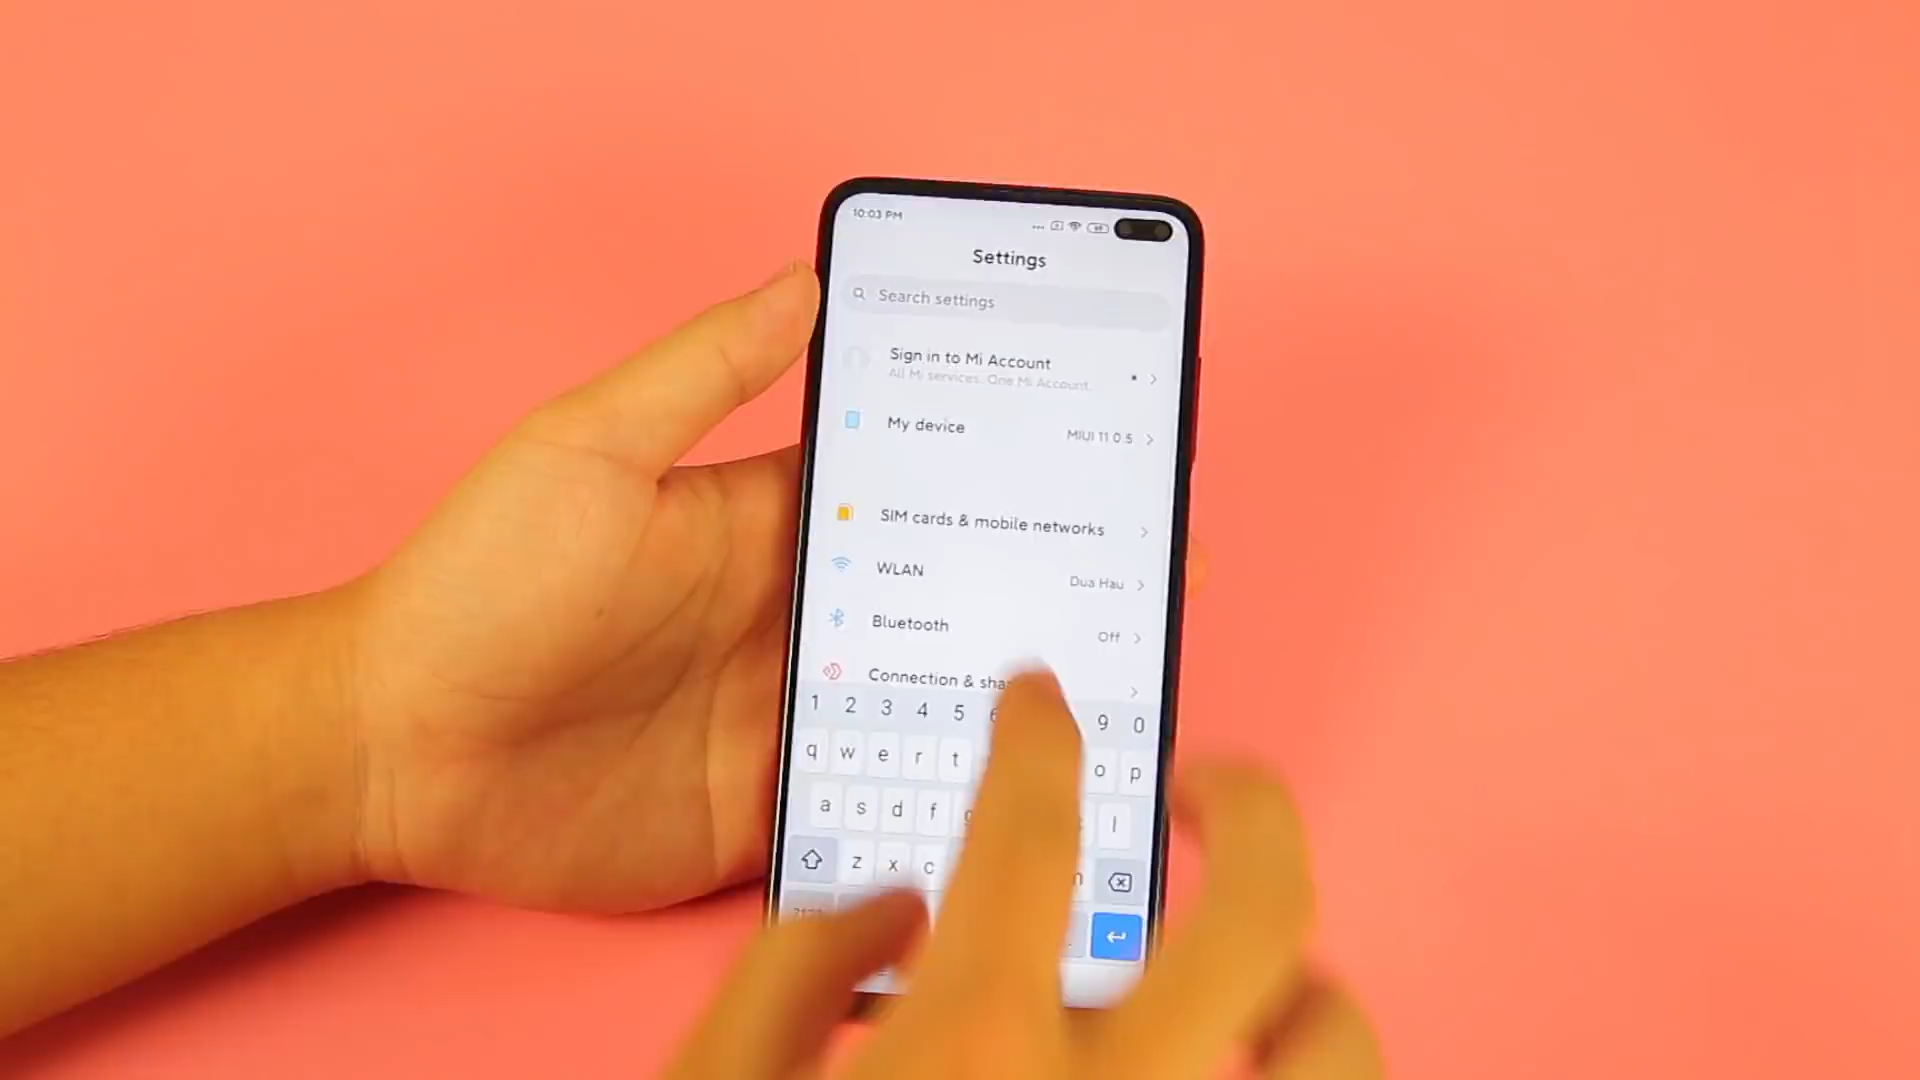 10:03 PM
Settings
Search settings
Sign in to Mi Account
All Mi services. One Mi Account.
My device
MIUI 11 0.5
SIM cards & mobile networks
WLAN
Dua Hau
Bluetooth
Off
Connection & sha
1 2 3 4 5 6 9 0
q w e r t o p
a s d f g l
z x c m